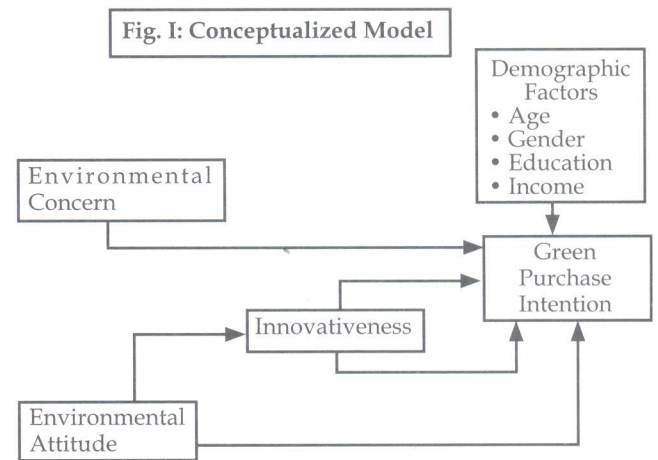 Fig. I: Conceptualized Model
Demographic
Factors
• Age
• Gender
• Education
• Income
Environmental
Concern
Green
Purchase
Intention
Innovativeness
Environmental
Attitude